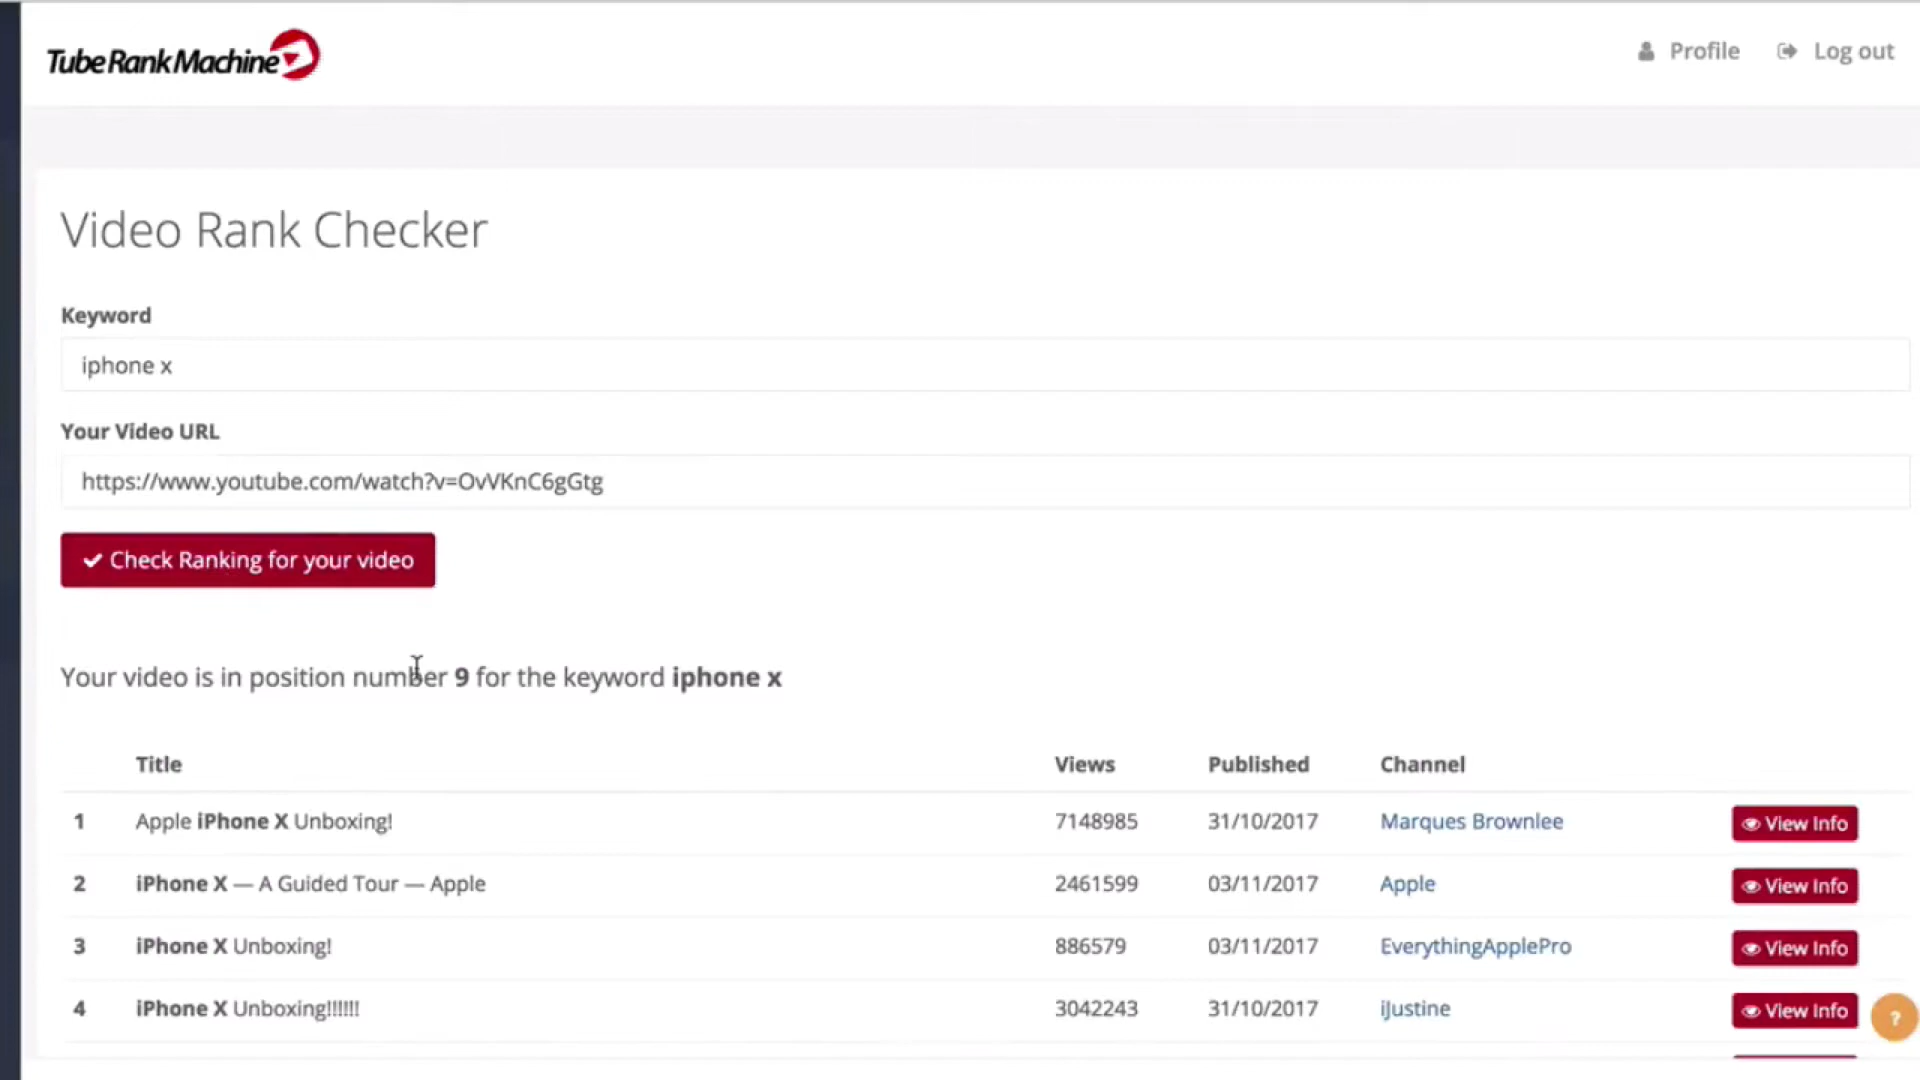 TubeRankMachine
Profile
Log out
Video Rank Checker
Keyword
iphone x
Your Video URL
https://www.youtube.com/watch?v=OvVKnC6gGtg
Check Ranking for your video
Your video is in position number 9 for the keyword iphone x
Title Views Published Channel
1 Apple iPhone X Unboxing! 7148985 31/10/2017 Marques Brownlee View Info
2 iPhone X — A Guided Tour — Apple 2461599 03/11/2017 Apple View Info
3 iPhone X Unboxing! 886579 03/11/2017 EverythingApplePro View Info
4 iPhone X Unboxing!!!!!! 3042243 31/10/2017 iJustine View Info
?